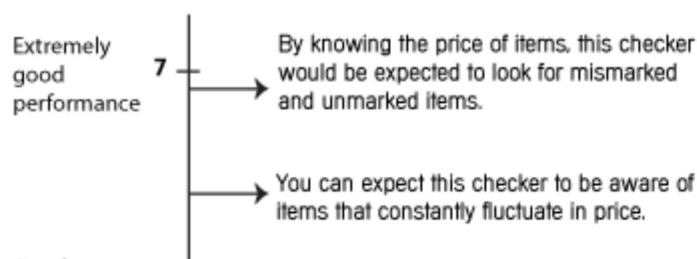 Extremely
good
performance
7
By knowing the price of items, this checker
would be expected to look for mismarked
and unmarked items.
You can expect this checker to be aware of
items that constantly fluctuate in price.